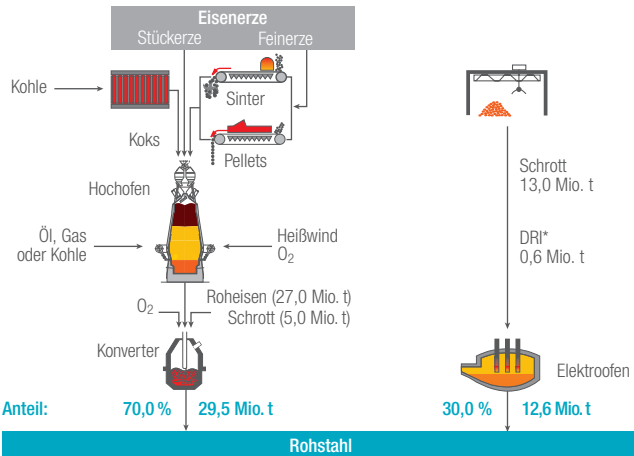 Eisenerze
Stückerze Feinerze
Kohle
Sinter
Koks
Pellets
Hochofen
Schrott
13,0 Mio. t
Öl, Gas
oder Kohle
Heißwind
O₂
DRI*
0,6 Mio. t
O₂
Roheisen (27,0 Mio. t)
Schrott (5,0 Mio. t)
Konverter
Elektroofen
Anteil: 70,0 % 29,5 Mio. t 30,0 % 12,6 Mio. t
Rohstahl